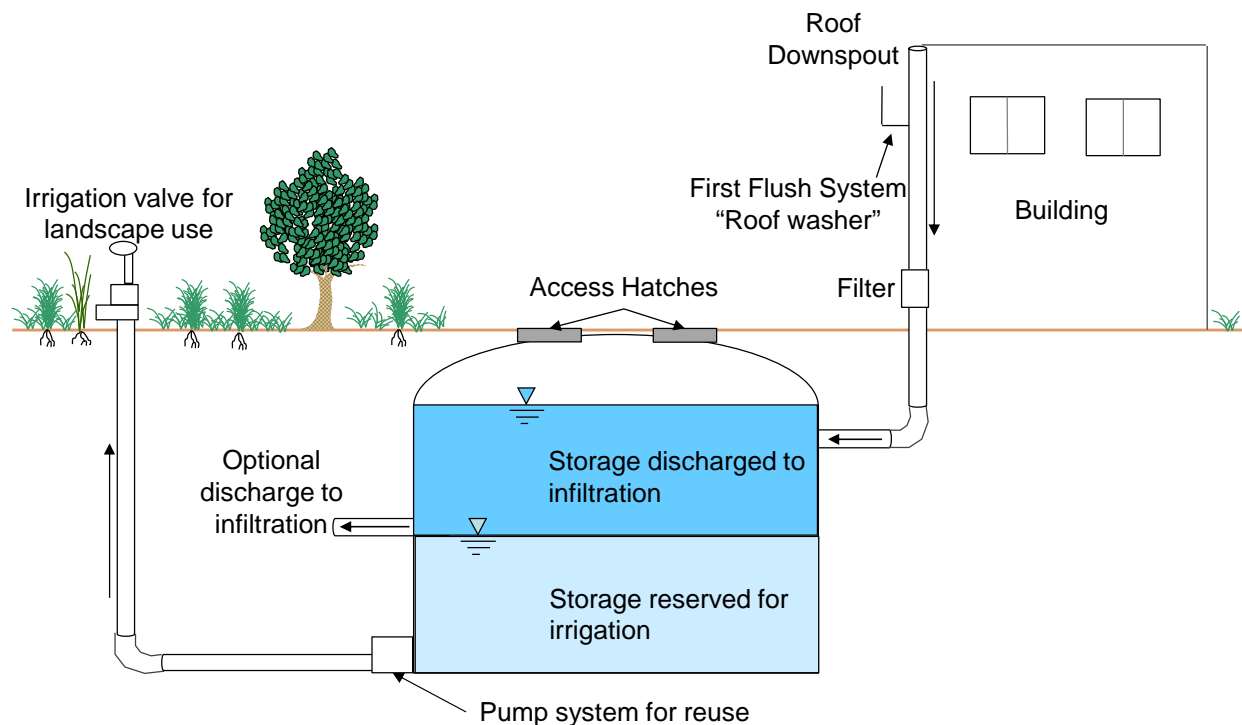 Roof
Downspout
First Flush System
“Roof washer”
Building
Irrigation valve for
landscape use
Filter
Access Hatches
Optional
discharge to
infiltration
Storage discharged to
infiltration
Storage reserved for
irrigation
Pump system for reuse